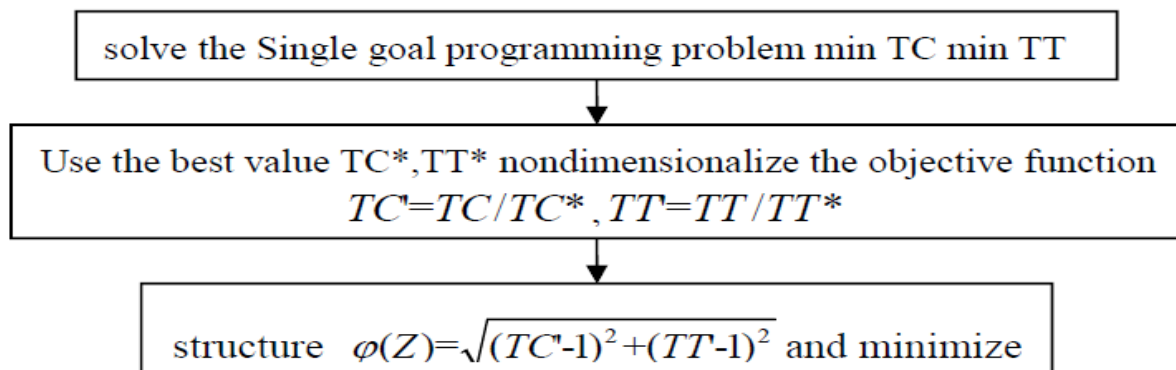 solve the Single goal programming problem min TC min TT
Use the best value TC*,TT* nondimensionalize the objective function
TC'=TC/TC*,TT'=TT/TT*
structure φ(Z)=√(TC'-1)²+(TT'-1)² and minimize